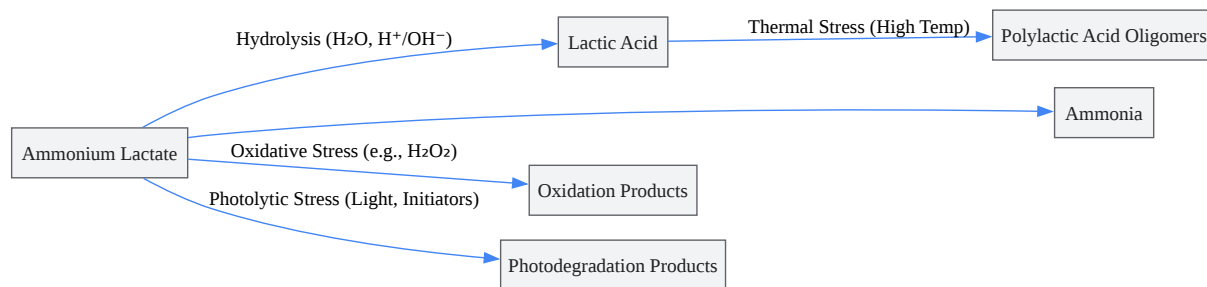 Hydrolysis (H₂O, H⁺/OH⁻)
Lactic Acid
Thermal Stress (High Temp)
Polylactic Acid Oligomers
Ammonia
Ammonium Lactate
Oxidative Stress (e.g., H₂O₂)
Oxidation Products
Photolytic Stress (Light, Initiators)
Photodegradation Products